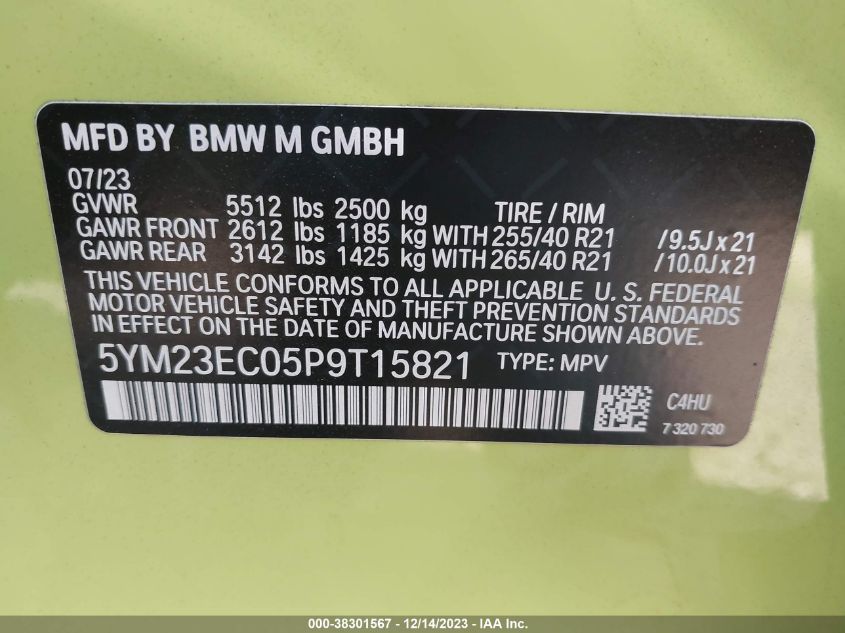 MFD BY BMW M GMBH
07/23
GVWR 5512 lbs 2500 kg TIRE / RIM
GAWR FRONT 2612 lbs 1185 kg WITH 255/40 R21 / 9.5J x 21
GAWR REAR 3142 lbs 1425 kg WITH 265/40 R21 / 10.0J x 21
THIS VEHICLE CONFORMS TO ALL APPLICABLE U. S. FEDERAL
MOTOR VEHICLE SAFETY AND THEFT PREVENTION STANDARDS
IN EFFECT ON THE DATE OF MANUFACTURE SHOWN ABOVE.
5YM23EC05P9T15821 TYPE: MPV
C4HU
7 320 730
000-38301567 - 12/14/2023 - IAA Inc.